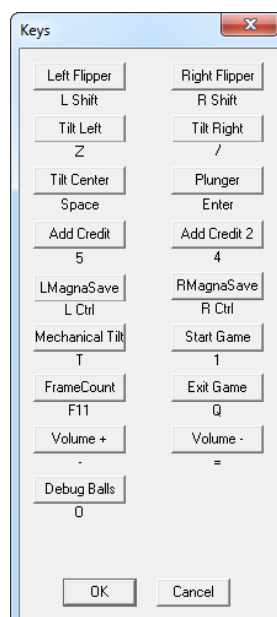 Keys
Left Flipper Right Flipper
L Shift R Shift
Tilt Left Tilt Right
Z /
Tilt Center Plunger
Space Enter
Add Credit Add Credit 2
5 4
LMagnaSave RMagnaSave
L Ctrl R Ctrl
Mechanical Tilt Start Game
T 1
FrameCount Exit Game
F11 Q
Volume + Volume -
- =
Debug Balls
O
OK Cancel